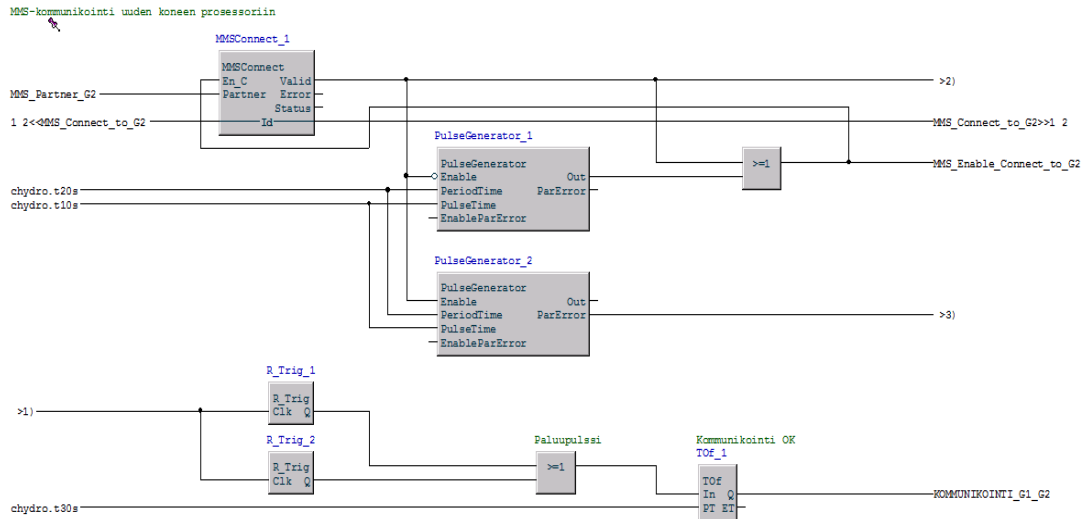 MMS-kommunikointi uuden koneen prosessoriin
MMSConnect_1
MMSConnect
En_C Valid
MMS_Partner_G2 Partner Error >2)
Status
1 2<<MMS_Connect_to_G2 Id MMS_Connect_to_G2>>1 2
PulseGenerator_1
PulseGenerator >=1 MMS_Enable_Connect_to_G2
Enable Out
chydro.t20s PeriodTime ParError
chydro.t10s PulseTime
EnableParError
PulseGenerator_2
PulseGenerator
Enable Out
PeriodTime ParError >3)
PulseTime
EnableParError
R_Trig_1
R_Trig
>1) Clk Q
R_Trig_2 Paluupulssi Kommunikointi OK
TOf_1
R_Trig >=1
Clk Q TOf
In Q KOMMUNIKOINTI_G1_G2
chydro.t30s PT ET